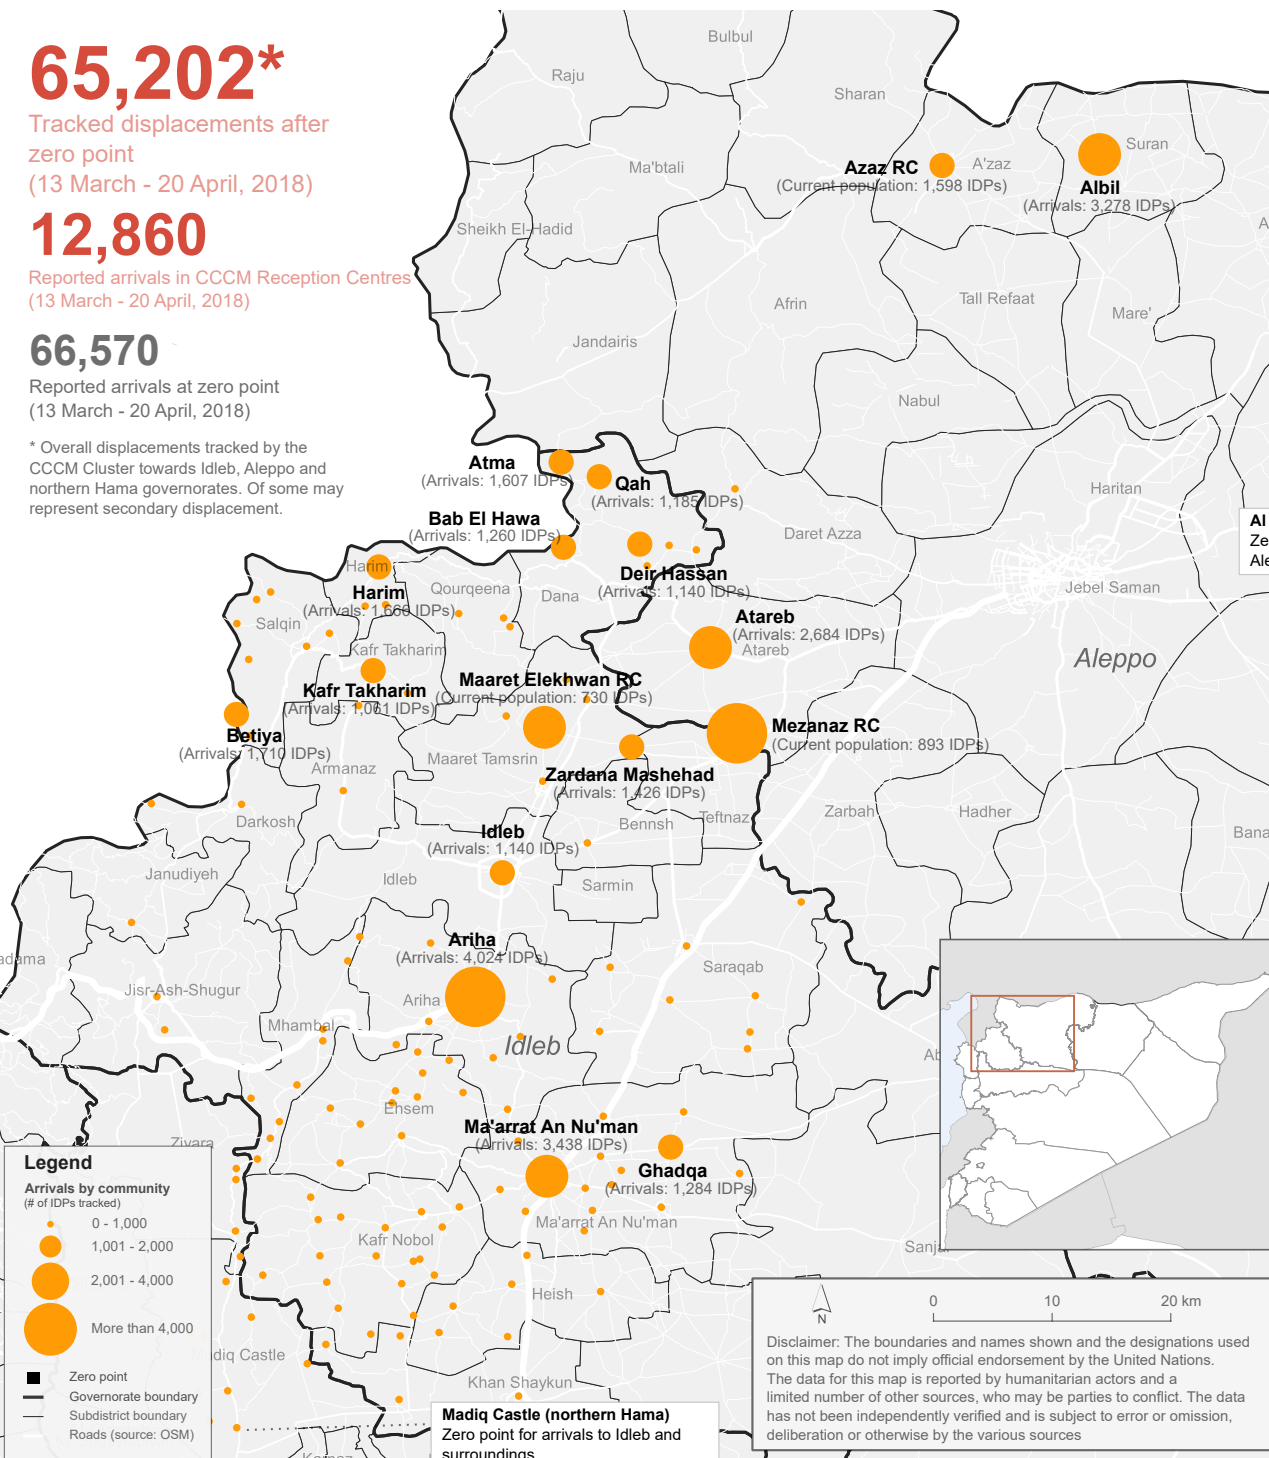 65,202*
Tracked displacements after
zero point
(13 March - 20 April, 2018)
12,860
Reported arrivals in CCCM Reception Centres
(13 March - 20 April, 2018)
66,570
Reported arrivals at zero point
(13 March - 20 April, 2018)
* Overall displacements tracked by the
CCCM Cluster towards Idleb, Aleppo and
northern Hama governorates. Of some may
represent secondary displacement.
Bulbul
Raju
Sharan
Ma'btali
Azaz RC
(Current population: 1,598 IDPs)
A'zaz
Suran
Albil
(Arrivals: 3,278 IDPs)
Sheikh El-Hadid
Afrin
Tall Refaat
Mare'
Jandairis
Nabul
Atma
(Arrivals: 1,607 IDPs)
Qah
(Arrivals: 1,185 IDPs)
Haritan
Bab El Hawa
(Arrivals: 1,260 IDPs)
Daret Azza
Al
Ze
Ale
Harim
Harim
(Arrivals: 1,666 IDPs)
Qourqeena
Dana
Deir Hassan
(Arrivals: 1,140 IDPs)
Jebel Saman
Salqin
Atareb
(Arrivals: 2,684 IDPs)
Atareb
Aleppo
Kafr Takharim
Kafr Takharim
(Arrivals: 1,061 IDPs)
Maaret Elekhwan RC
(Current population: 730 IDPs)
Betiya
(Arrivals: 1,710 IDPs)
Mezanaz RC
(Current population: 893 IDPs)
Maaret Tamsrin
Armanaz
Zardana Mashehad
(Arrivals: 1,426 IDPs)
Darkosh
Idleb
(Arrivals: 1,140 IDPs)
Bennsh
Teftnaz
Zarbah
Hadher
Bana
Janudiyeh
Idleb
Sarmin
Ariha
(Arrivals: 4,024 IDPs)
adama
Saraqab
Jisr-Ash-Shugur
Ariha
Mhambal
Idleb
Ab
Ehsem
Ma'arrat An Nu'man
(Arrivals: 3,438 IDPs)
Ziyara
Ghadqa
(Arrivals: 1,284 IDPs)
Ma'arrat An Nu'man
Kafr Nobol
Sanja
Heish
Khan Shaykun
adiq Castle
Legend
Arrivals by community
(# of IDPs tracked)
0 - 1,000
1,001 - 2,000
2,001 - 4,000
More than 4,000
Zero point
Governorate boundary
Subdistrict boundary
Roads (source: OSM)
Karnaz
Madiq Castle (northern Hama)
Zero point for arrivals to Idleb and
surroundings
N
0 10 20 km
Disclaimer: The boundaries and names shown and the designations used
on this map do not imply official endorsement by the United Nations.
The data for this map is reported by humanitarian actors and a
limited number of other sources, who may be parties to conflict. The data
has not been independently verified and is subject to error or omission,
deliberation or otherwise by the various sources